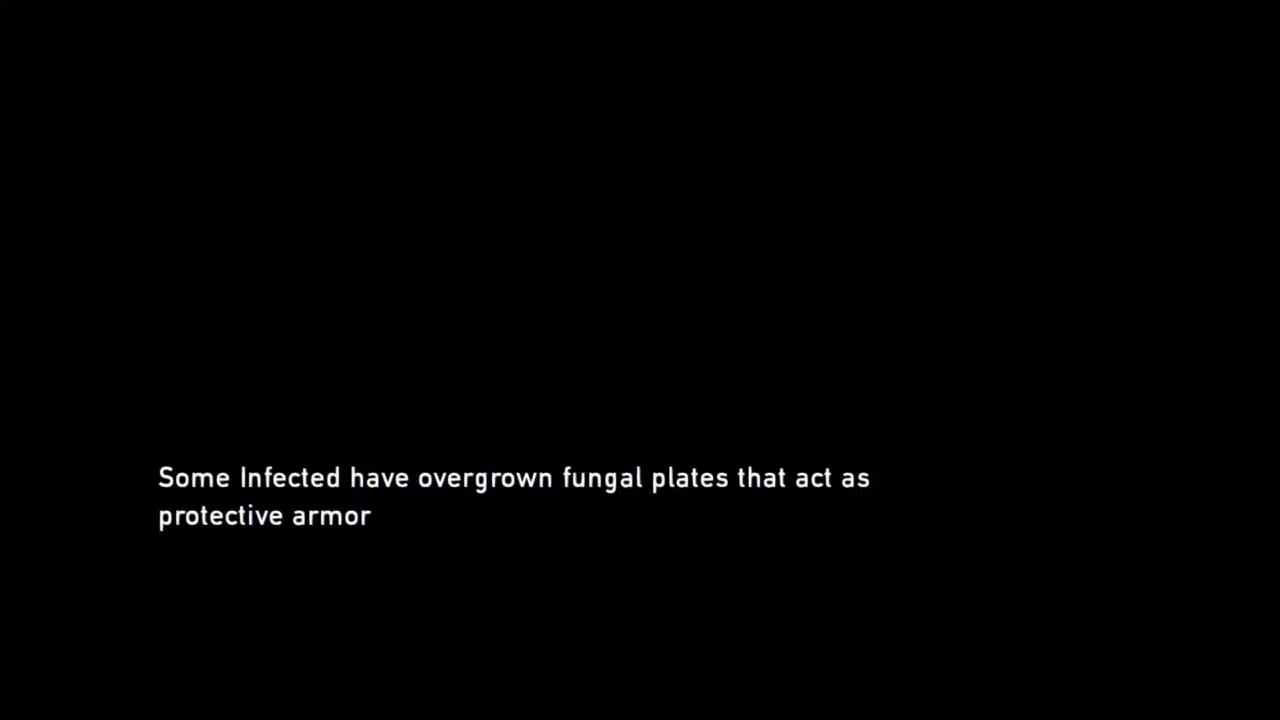 Some Infected have overgrown fungal plates that act as
protective armor